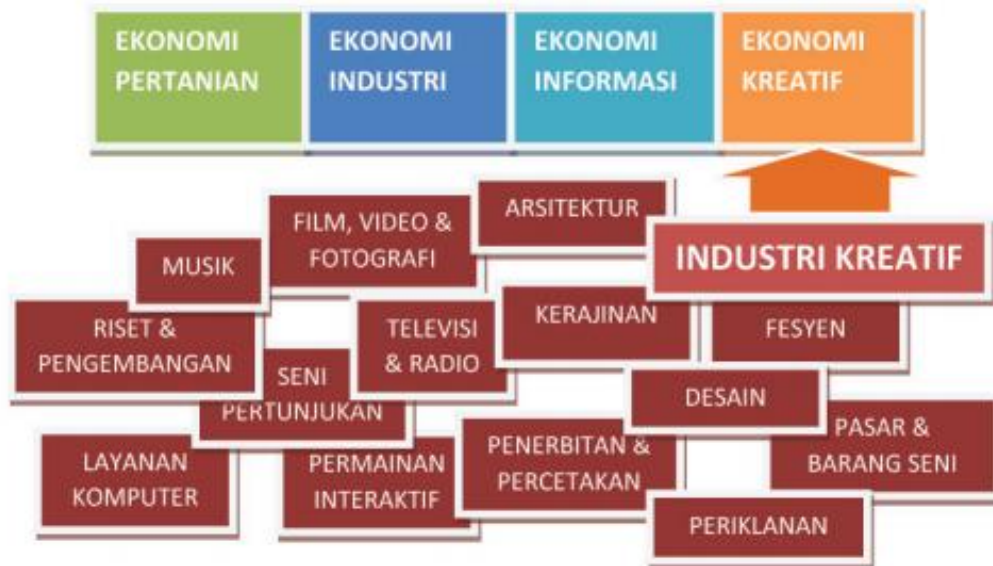 EKONOMI
PERTANIAN
EKONOMI
INDUSTRI
EKONOMI
INFORMASI
EKONOMI
KREATIF
ARSITEKTUR
FILM, VIDEO &
FOTOGRAFI
MUSIK
INDUSTRI KREATIF
RISET &
PENGEMBANGAN
TELEVISI
& RADIO
KERAJINAN
FESYEN
SENI
PERTUNJUKAN
DESAIN
LAYANAN
KOMPUTER
PERMAINAN
INTERAKTIF
PENERBITAN &
PERCETAKAN
PASAR &
BARANG SENI
PERIKLANAN